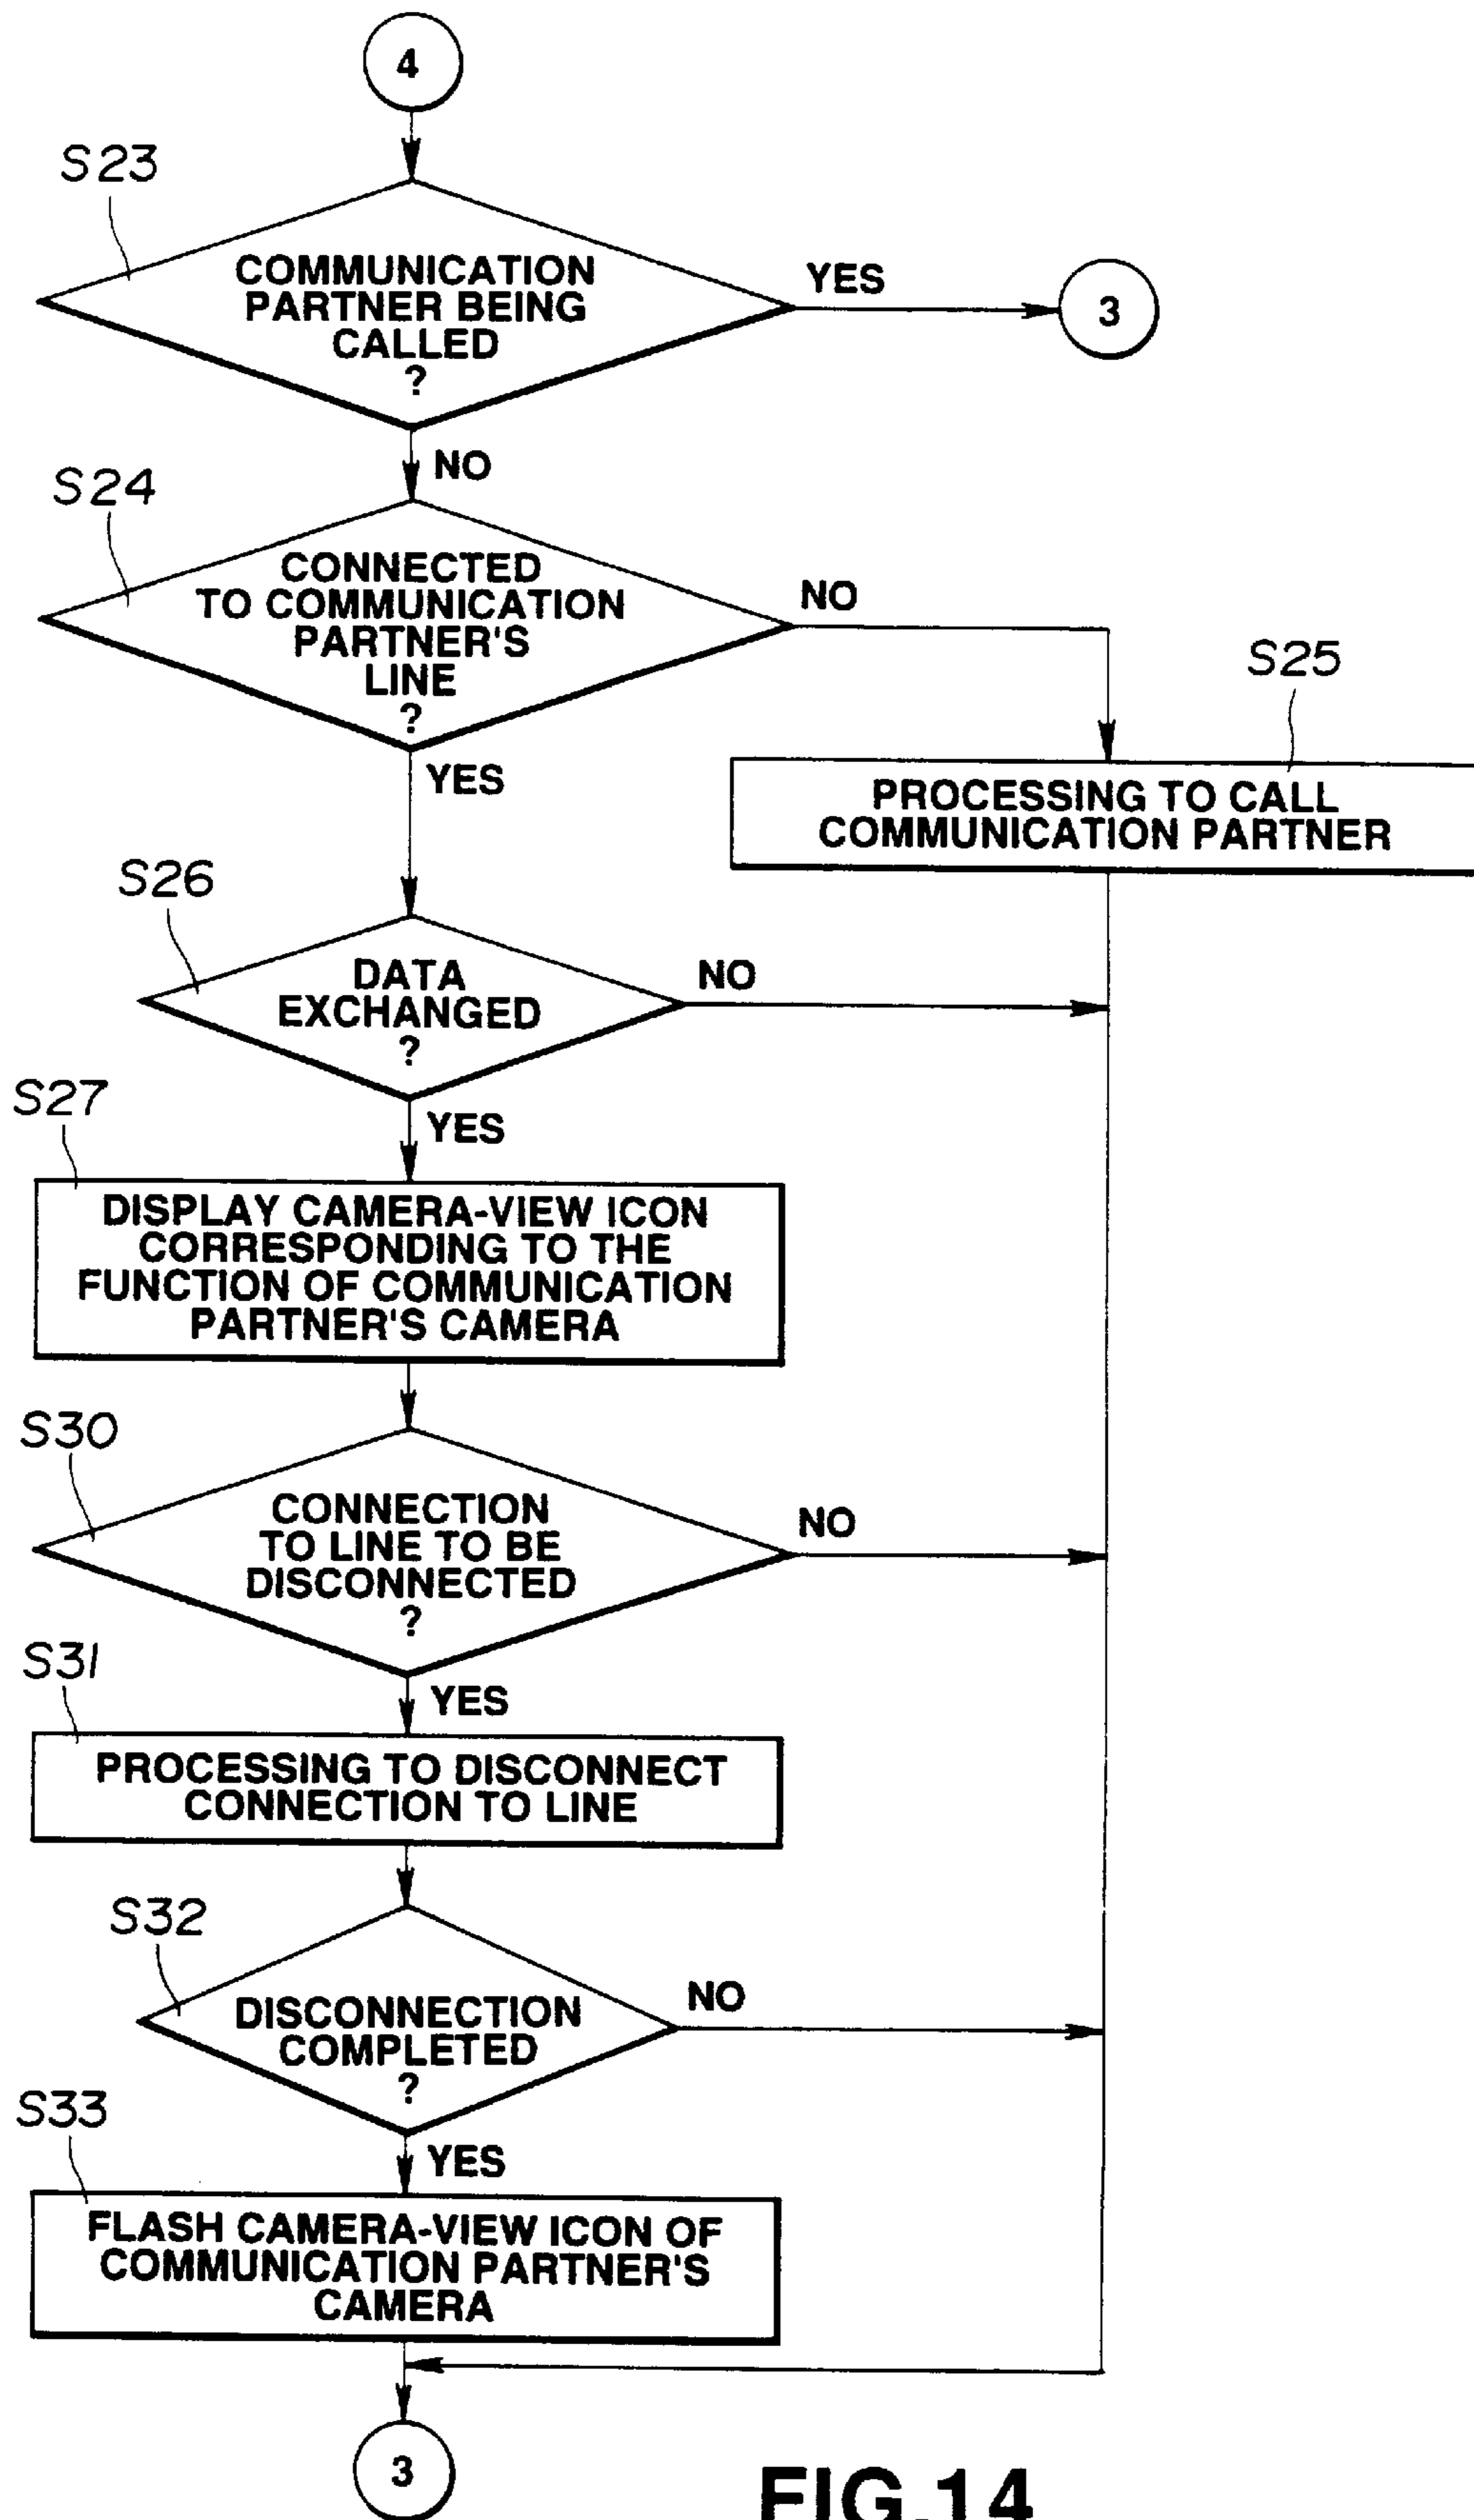 4
S23
COMMUNICATION
PARTNER BEING
CALLED
?
YES
3
NO
S24
CONNECTED
TO COMMUNICATION
PARTNER'S
LINE
?
NO
S25
YES
PROCESSING TO CALL
COMMUNICATION PARTNER
S26
DATA
EXCHANGED
?
NO
S27
YES
DISPLAY CAMERA-VIEW ICON
CORRESPONDING TO THE
FUNCTION OF COMMUNICATION
PARTNER'S CAMERA
S30
CONNECTION
TO LINE TO BE
DISCONNECTED
?
NO
S31
YES
PROCESSING TO DISCONNECT
CONNECTION TO LINE
S32
DISCONNECTION
COMPLETED
?
NO
S33
YES
FLASH CAMERA-VIEW ICON OF
COMMUNICATION PARTNER'S
CAMERA
3
FIG.14